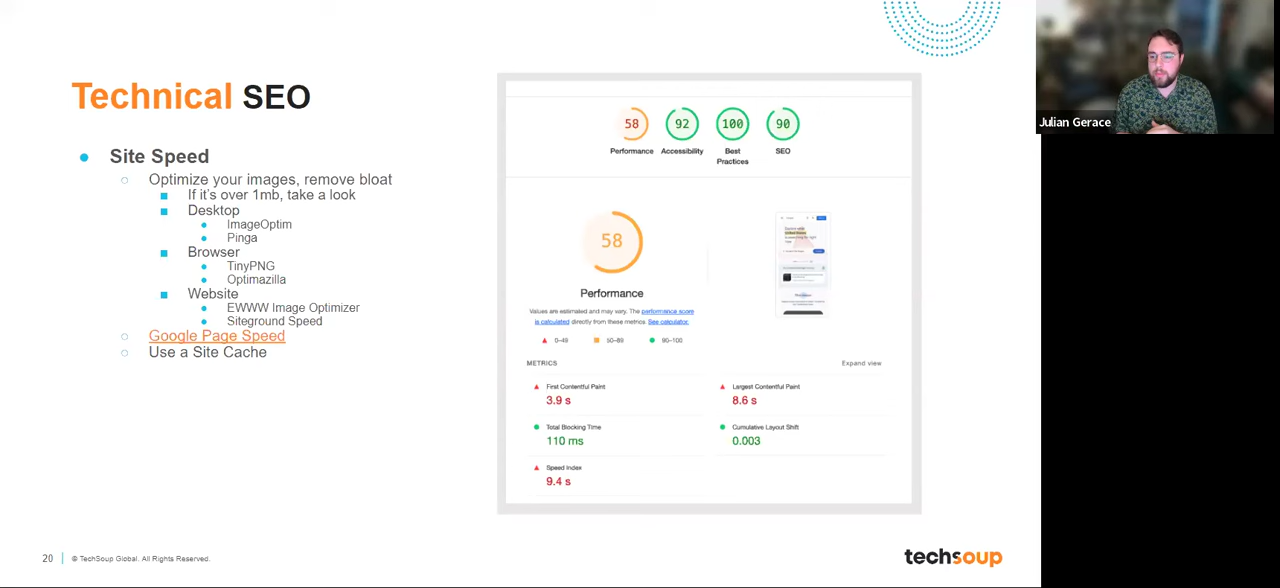 Technical SEO
Site Speed
Optimize your images, remove bloat
If it's over 1mb, take a look
Desktop
ImageOptim
Pinga
Browser
TinyPNG
Optimazilla
Website
EWWW Image Optimizer
Siteground Speed
Google Page Speed
Use a Site Cache
58
92
100
90
Performance
Accessibility
Best
Practices
SEO
58
Performance
Values are estimated and may vary. The performance score
is calculated directly from these metrics. See calculator.
0–49
50–89
90–100
METRICS
Expand view
First Contentful Paint
3.9 s
Largest Contentful Paint
8.6 s
Total Blocking Time
110 ms
Cumulative Layout Shift
0.003
Speed Index
9.4 s
20
© TechSoup Global. All Rights Reserved.
techsoup
Julian Gerace